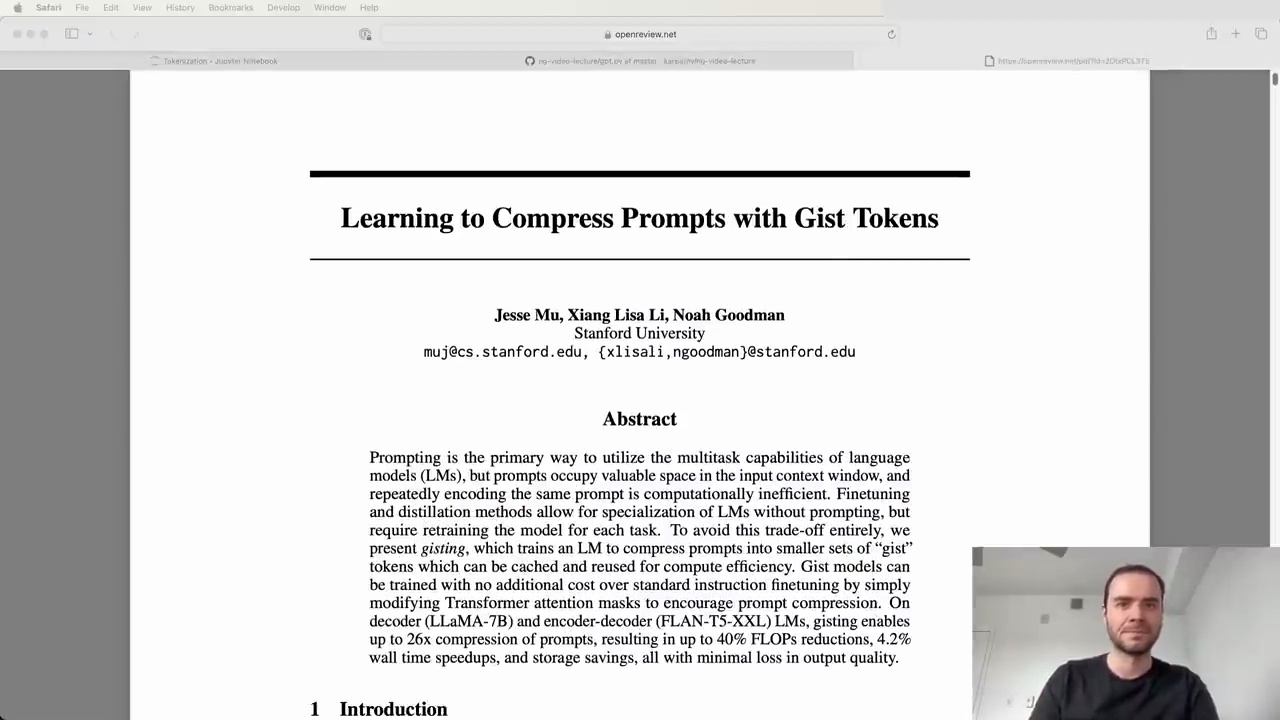 Safari File Edit View History Bookmarks Develop Window Help
openreview.net
Tokenization - Jupyter Notebook
ng-video-lecture/gpt.py at master · karpathy/ng-video-lecture
Learning to Compress Prompts with Gist Tokens
Jesse Mu, Xiang Lisa Li, Noah Goodman
Stanford University
muj@cs.stanford.edu, {xlisali,ngoodman}@stanford.edu
Abstract
Prompting is the primary way to utilize the multitask capabilities of language
models (LMs), but prompts occupy valuable space in the input context window, and
repeatedly encoding the same prompt is computationally inefficient. Finetuning
and distillation methods allow for specialization of LMs without prompting, but
require retraining the model for each task. To avoid this trade-off entirely, we
present gisting, which trains an LM to compress prompts into smaller sets of “gist”
tokens which can be cached and reused for compute efficiency. Gist models can
be trained with no additional cost over standard instruction finetuning by simply
modifying Transformer attention masks to encourage prompt compression. On
decoder (LLaMA-7B) and encoder-decoder (FLAN-T5-XXL) LMs, gisting enables
up to 26x compression of prompts, resulting in up to 40% FLOPs reductions, 4.2%
wall time speedups, and storage savings, all with minimal loss in output quality.
1 Introduction